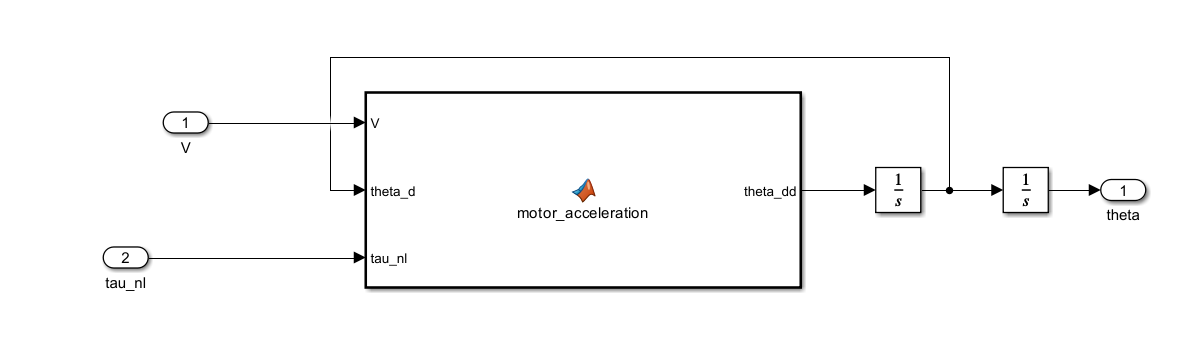 1
V
V
theta_d
theta_dd
motor_acceleration
1
s
1
s
1
theta
2
tau_nl
tau_nl